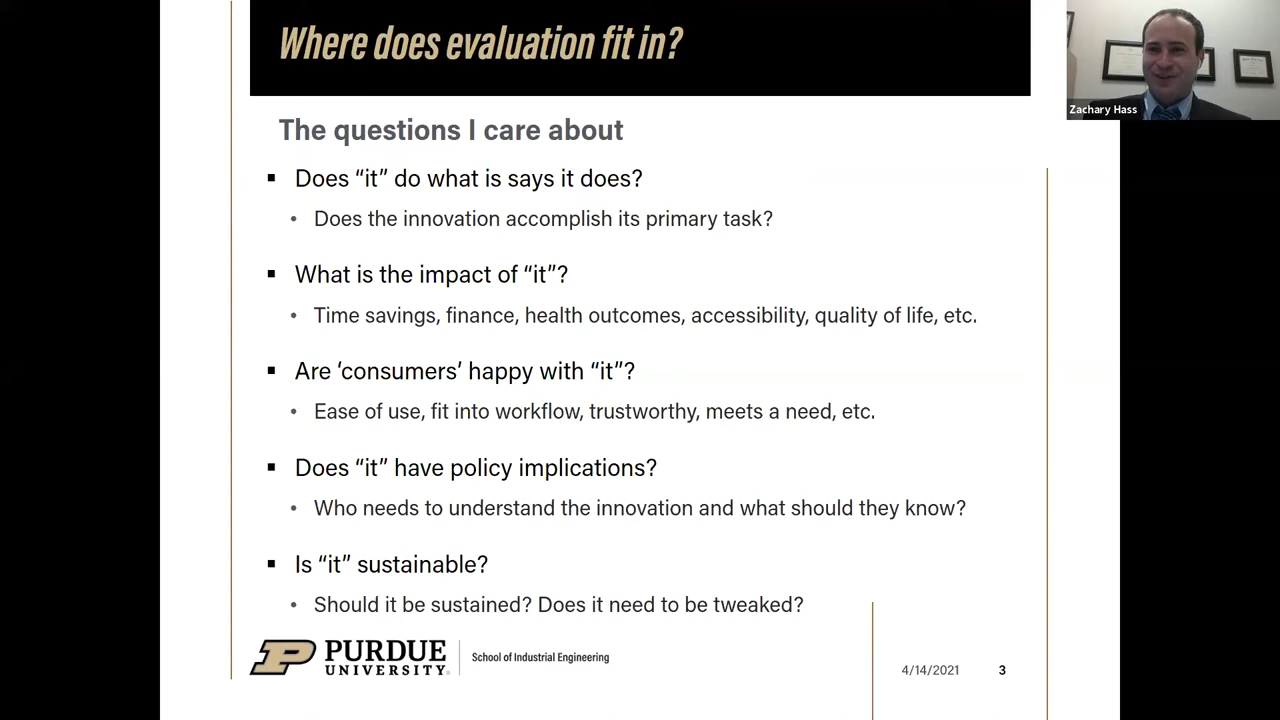 Where does evaluation fit in?
Zachary Hass
The questions I care about
▪ Does “it” do what is says it does?
• Does the innovation accomplish its primary task?
▪ What is the impact of “it”?
• Time savings, finance, health outcomes, accessibility, quality of life, etc.
▪ Are ‘consumers’ happy with “it”?
• Ease of use, fit into workflow, trustworthy, meets a need, etc.
▪ Does “it” have policy implications?
• Who needs to understand the innovation and what should they know?
▪ Is “it” sustainable?
• Should it be sustained? Does it need to be tweaked?
PURDUE
UNIVERSITY
School of Industrial Engineering
4/14/2021
3